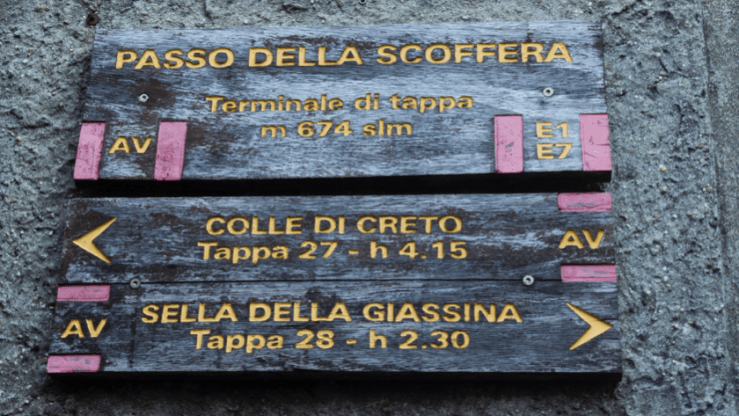 PASSO DELLA SCOFFERA
Terminale di tappa
m 674 slm
AV
E1
E7
COLLE DI CRETO
Tappa 27 - h 4.15
AV
SELLA DELLA GIASSINA
Tappa 28 - h 2.30
AV